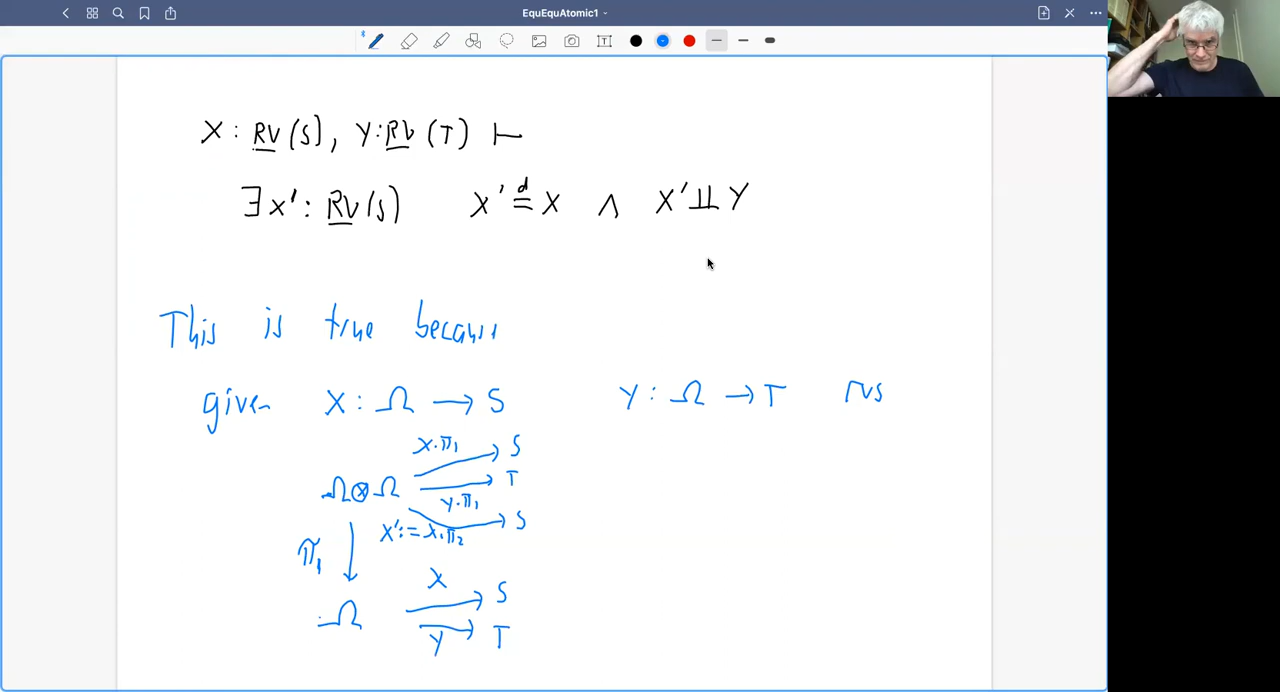 EquEquAtomic1
X : RV(S), Y : RV(T) ⊢
∃X' : RV(S) X' =ᵈ X ∧ X' ⫫ Y
This is true because
given X : Ω → S Y : Ω → T rvs
X·π₁ S
Ω⊗Ω T
Y·π₁
X' := X·π₂ S
π₁
X S
Ω
Y T